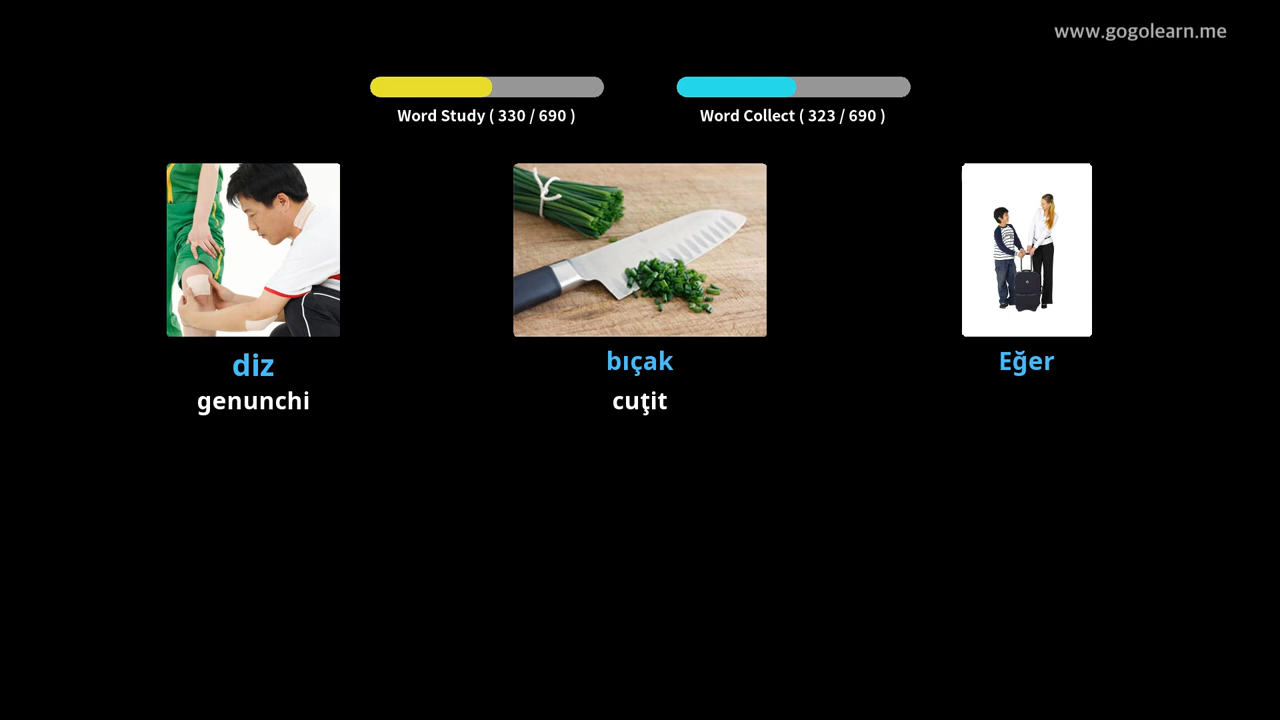 www.gogolearn.me
Word Study ( 330 / 690 )
Word Collect ( 323 / 690 )
diz
genunchi
bıçak
cuţit
Eğer